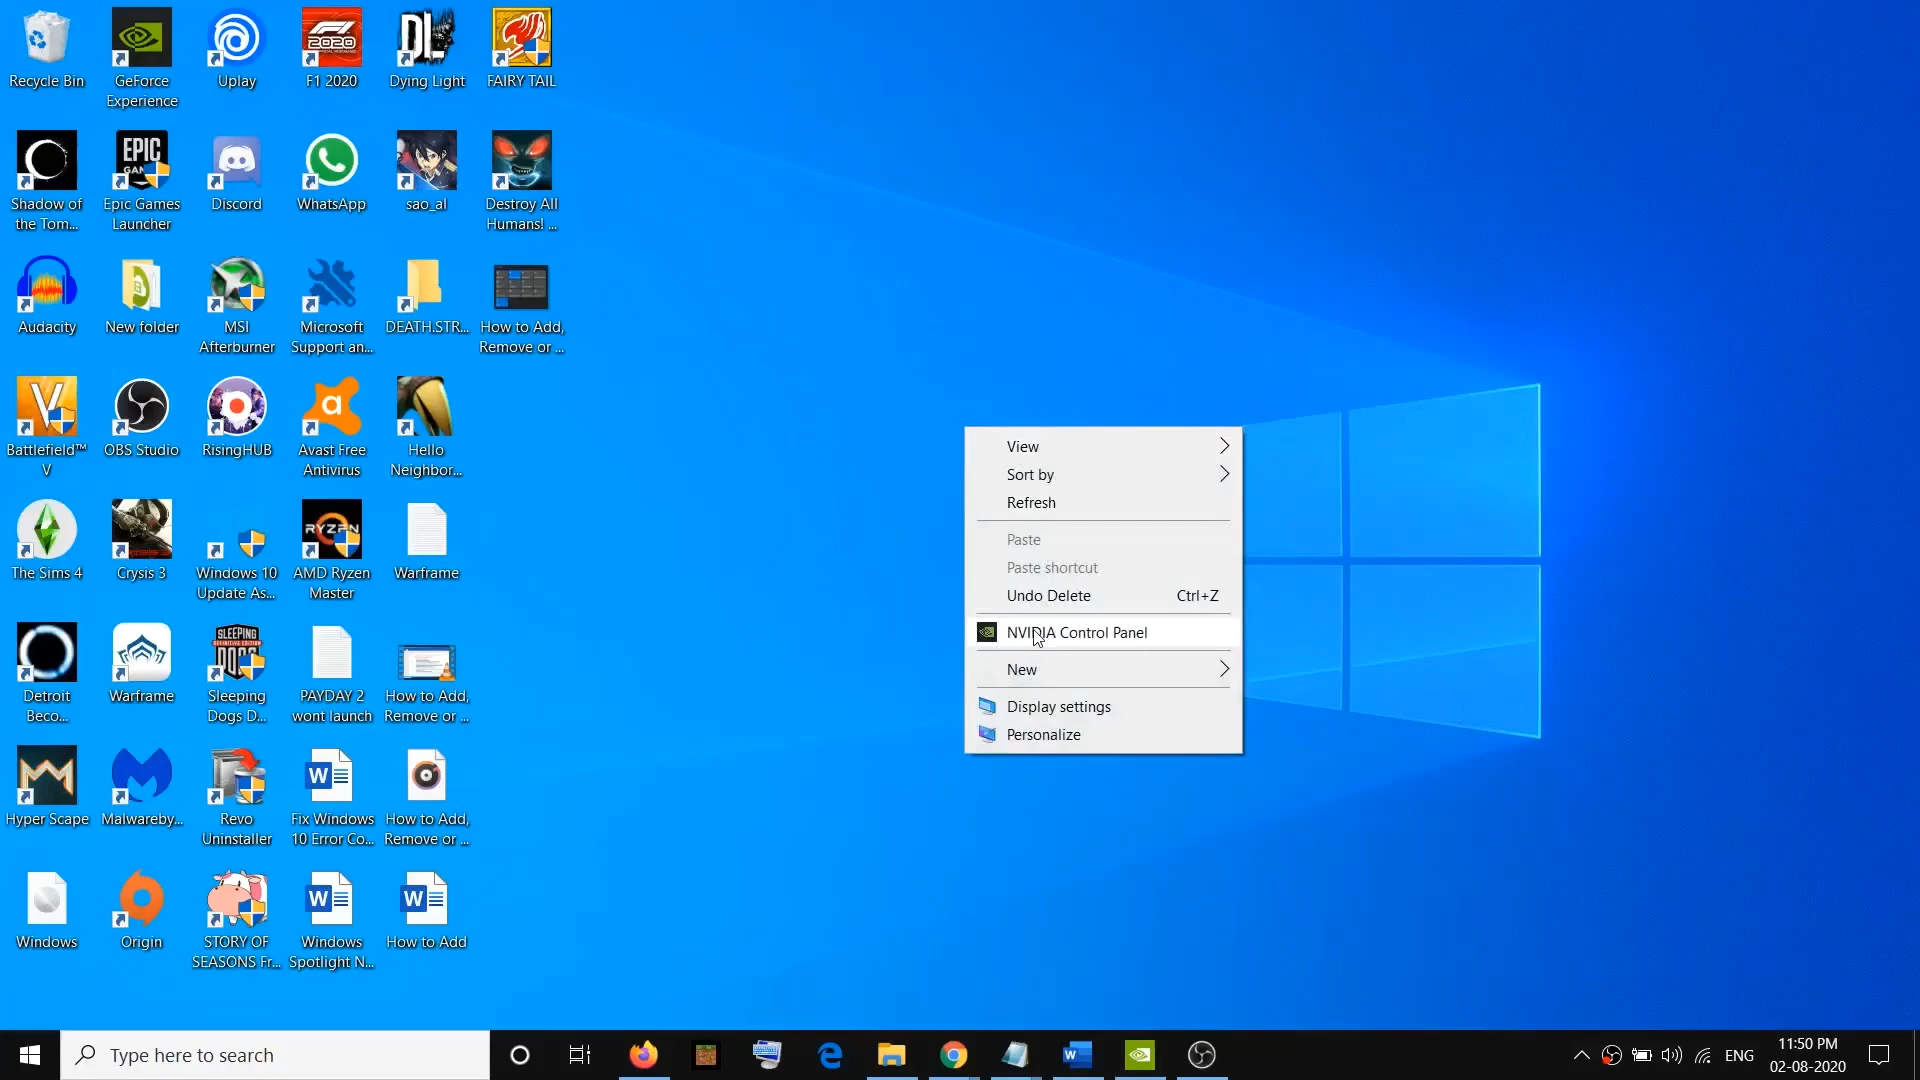 Recycle Bin
GeForce
Experience
Uplay
F1 2020
Dying Light
FAIRY TAIL
Shadow of
the Tom...
Epic Games
Launcher
Discord
WhatsApp
sao_al
Destroy All
Humans! ...
Audacity
New folder
MSI
Afterburner
Microsoft
Support an...
DEATH.STR...
How to Add,
Remove or ...
Battlefield™
V
OBS Studio
RisingHUB
Avast Free
Antivirus
Hello
Neighbor...
The Sims 4
Crysis 3
Windows 10
Update As...
AMD Ryzen
Master
Warframe
Detroit
Beco...
Warframe
Sleeping
Dogs D...
PAYDAY 2
wont launch
How to Add,
Remove or ...
Hyper Scape
Malwareby...
Revo
Uninstaller
Fix Windows
10 Error Co...
How to Add,
Remove or ...
Windows
Origin
STORY OF
SEASONS Fr...
Windows
Spotlight N...
How to Add
View
Sort by
Refresh
Paste
Paste shortcut
Undo Delete Ctrl+Z
NVIDIA Control Panel
New
Display settings
Personalize
Type here to search
ENG
11:50 PM
02-08-2020